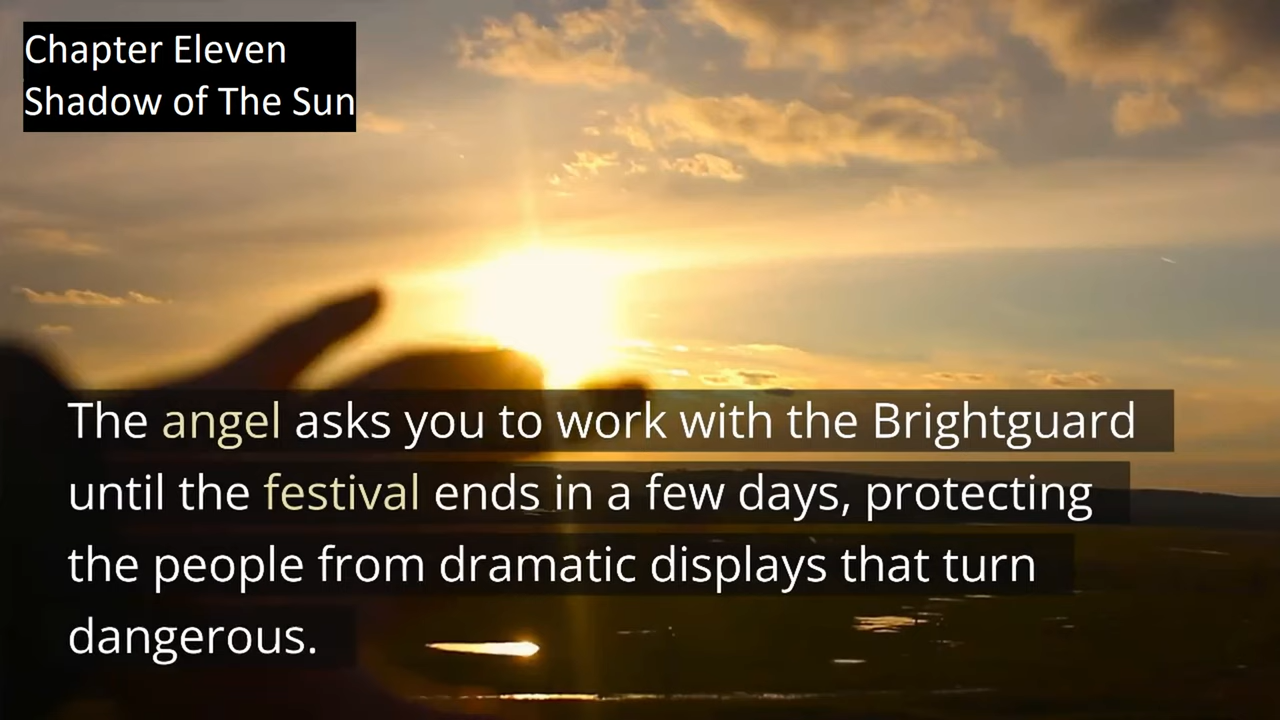 Chapter Eleven
Shadow of The Sun
The angel asks you to work with the Brightguard
until the festival ends in a few days, protecting
the people from dramatic displays that turn
dangerous.